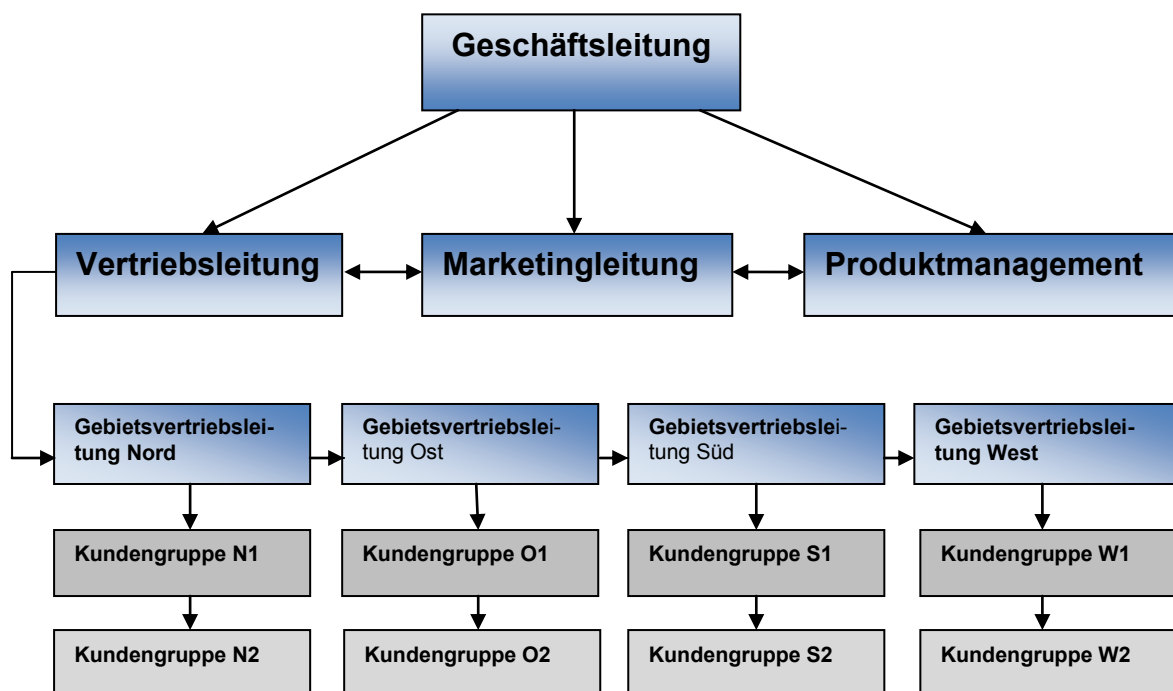 Geschäftsleitung
Vertriebsleitung
Marketingleitung
Produktmanagement
Gebietsvertriebslei-
tung Nord
Gebietsvertriebslei-
tung Ost
Gebietsvertriebslei-
tung Süd
Gebietsvertriebslei-
tung West
Kundengruppe N1
Kundengruppe O1
Kundengruppe S1
Kundengruppe W1
Kundengruppe N2
Kundengruppe O2
Kundengruppe S2
Kundengruppe W2